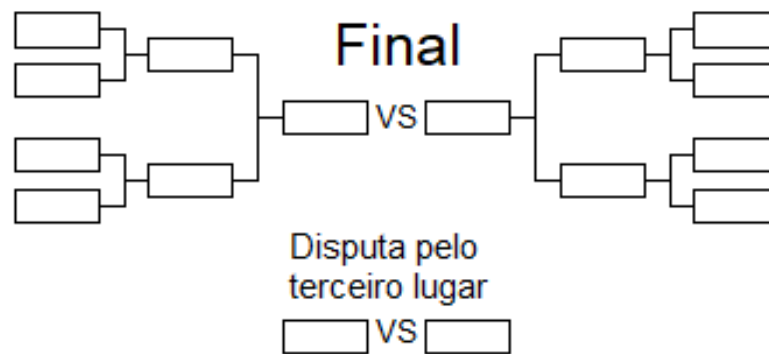 Final
VS
Disputa pelo
terceiro lugar
VS